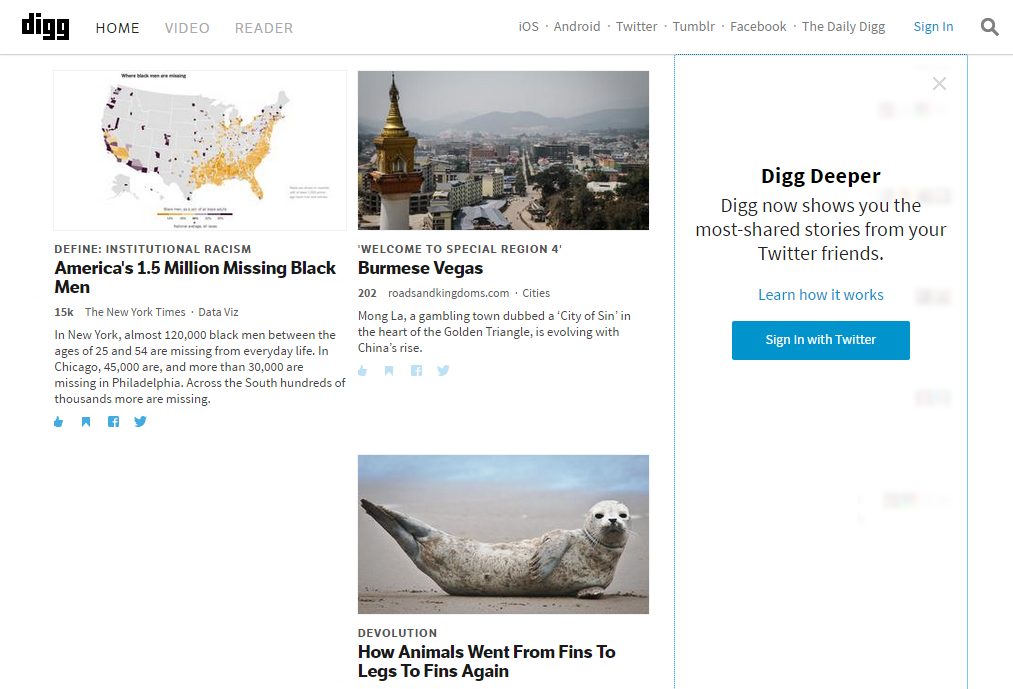 digg HOME VIDEO READER iOS · Android · Twitter · Tumblr · Facebook · The Daily Digg Sign In
Where black men are missing
DEFINE: INSTITUTIONAL RACISM
America's 1.5 Million Missing Black
Men
15k The New York Times · Data Viz
In New York, almost 120,000 black men between the
ages of 25 and 54 are missing from everyday life. In
Chicago, 45,000 are, and more than 30,000 are
missing in Philadelphia. Across the South hundreds of
thousands more are missing.
'WELCOME TO SPECIAL REGION 4'
Burmese Vegas
202 roadsandkingdoms.com · Cities
Mong La, a gambling town dubbed a ‘City of Sin’ in
the heart of the Golden Triangle, is evolving with
China’s rise.
DEVOLUTION
How Animals Went From Fins To
Legs To Fins Again
Digg Deeper
Digg now shows you the
most-shared stories from your
Twitter friends.
Learn how it works
Sign In with Twitter